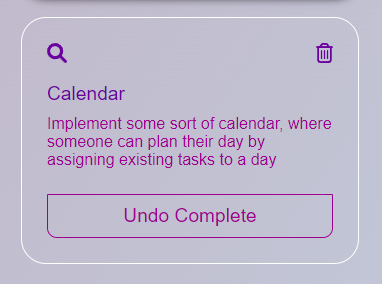 Calendar
Implement some sort of calendar, where
someone can plan their day by
assigning existing tasks to a day
Undo Complete